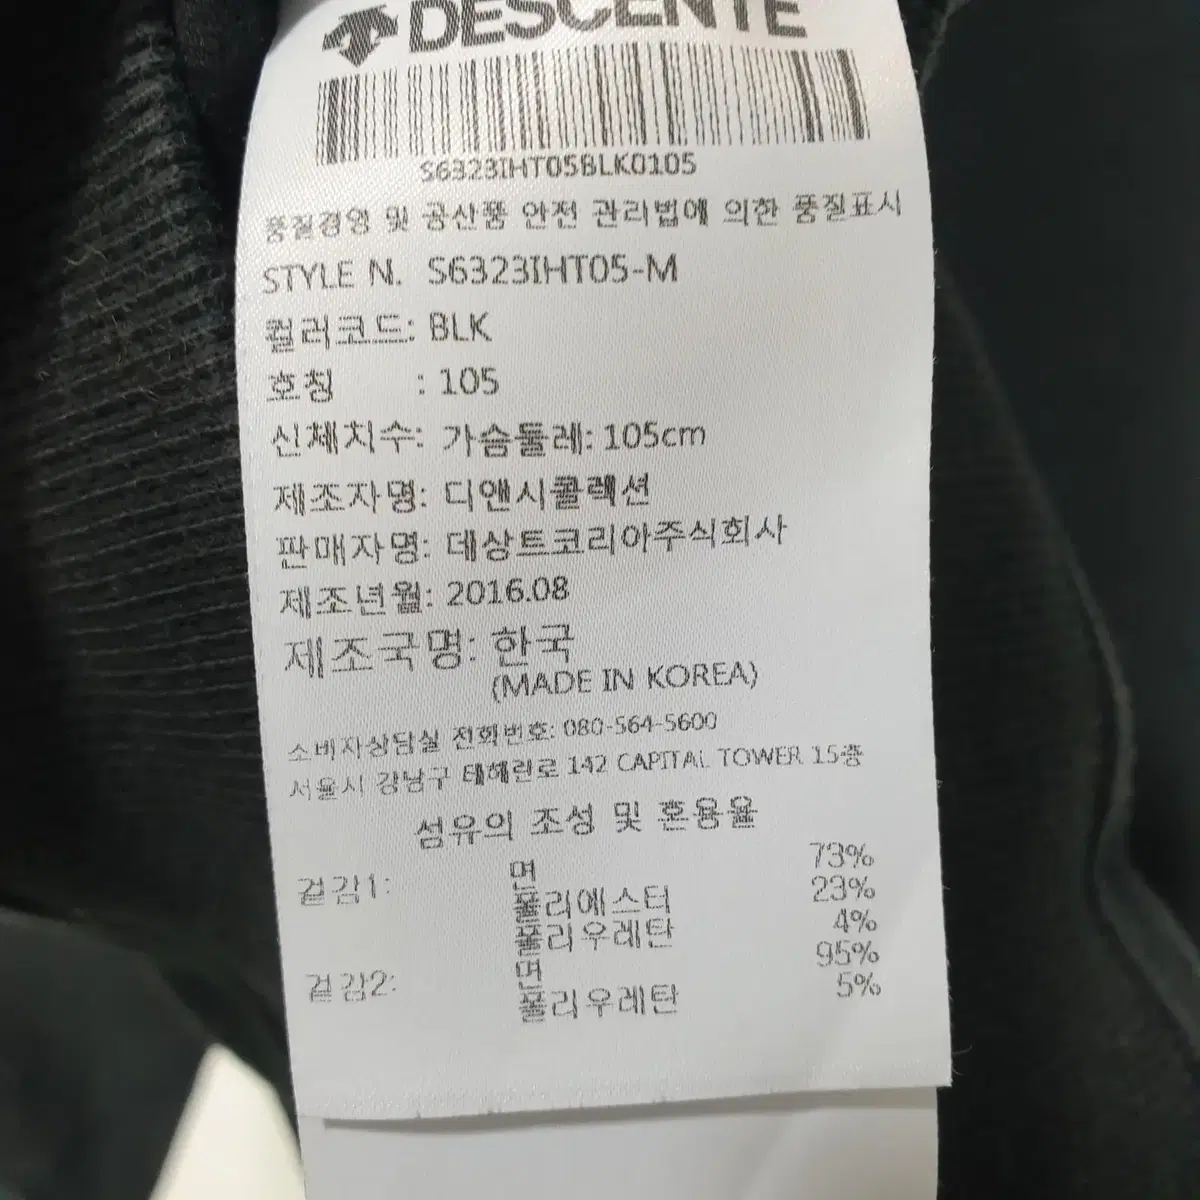 DESCENTE
S6323IHT05BLK0105
품질경영 및 공산품 안전 관리법에 의한 품질표시
STYLE N. S6323IHT05-M
컬러코드: BLK
호칭 : 105
신체치수: 가슴둘레: 105cm
제조자명: 디앤시콜렉션
판매자명: 데상트코리아주식회사
제조년월: 2016.08
제조국명: 한국
(MADE IN KOREA)
소비자상담실 전화번호: 080-564-5600
서울시 강남구 테헤란로 142 CAPITAL TOWER 15층
섬유의 조성 및 혼용율
겉감1: 면 73%
폴리에스터 23%
폴리우레탄 4%
겉감2: 면 95%
폴리우레탄 5%